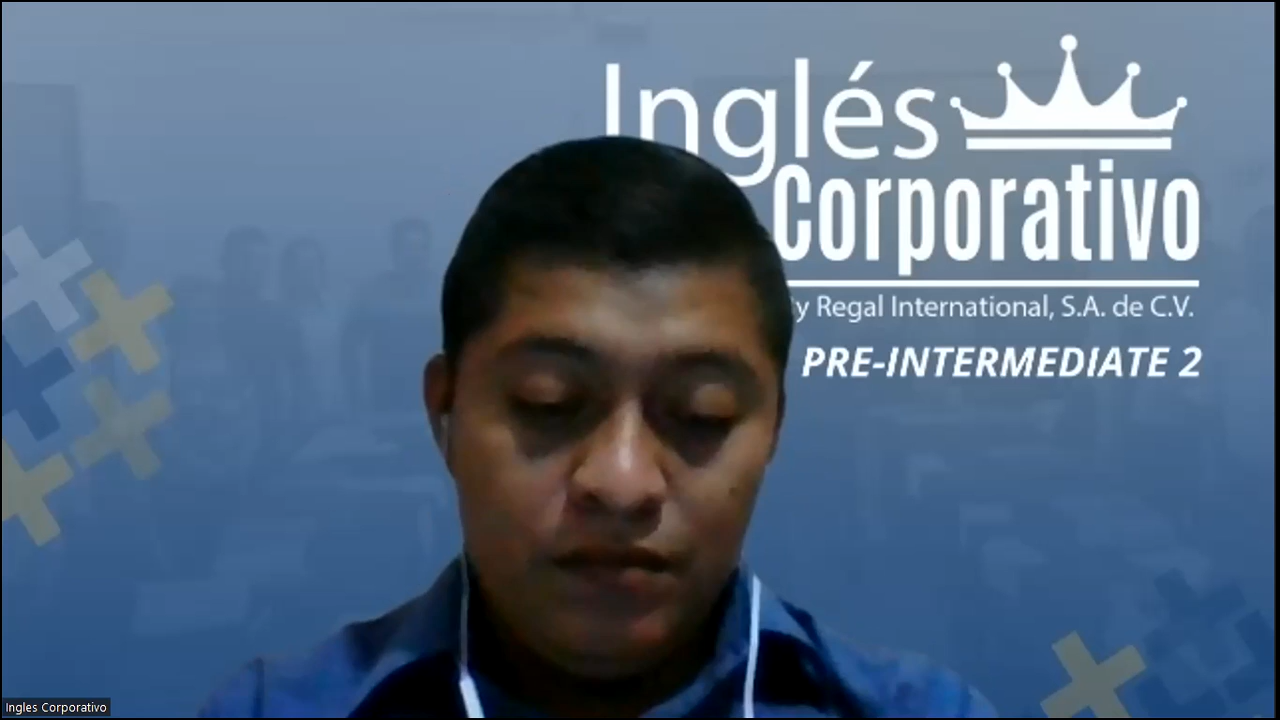 Inglés
Corporativo
y Regal International, S.A. de C.V.
PRE-INTERMEDIATE 2
Ingles Corporativo